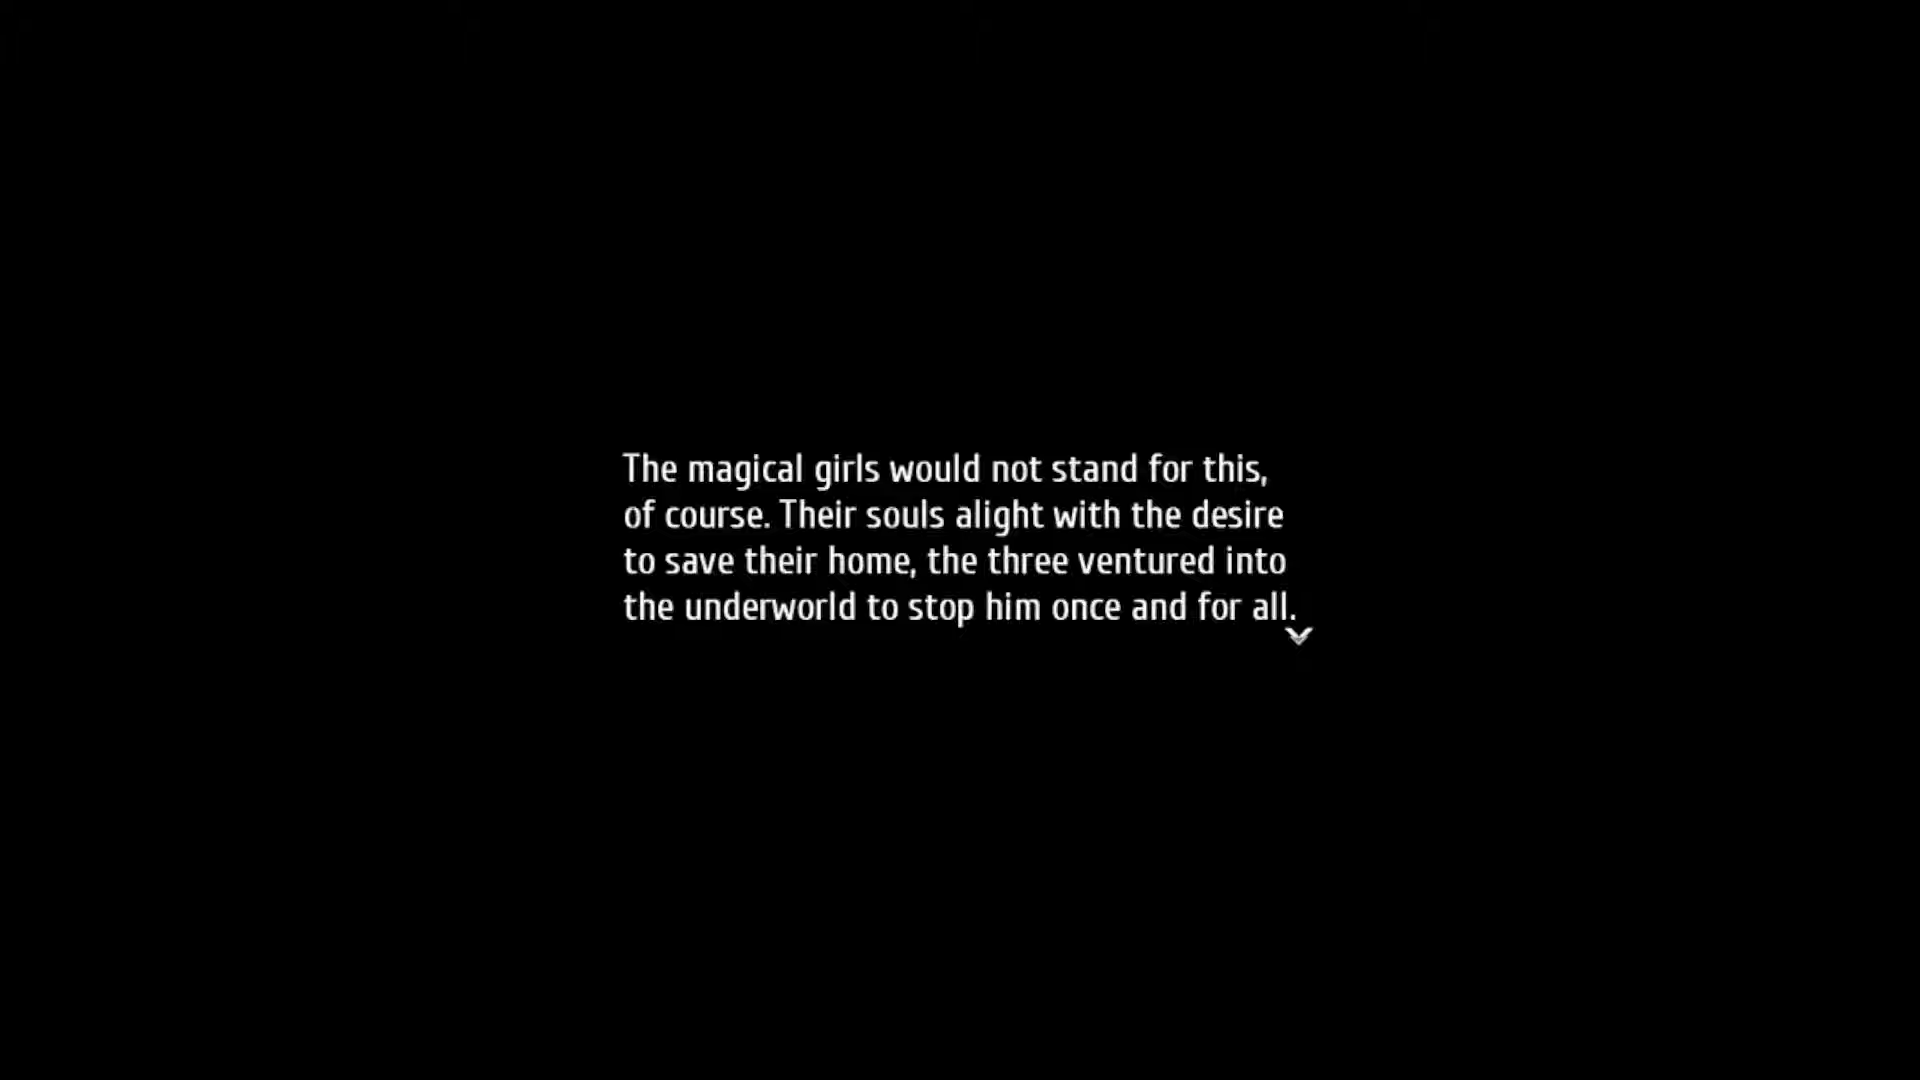 The magical girls would not stand for this,
of course. Their souls alight with the desire
to save their home, the three ventured into
the underworld to stop him once and for all.